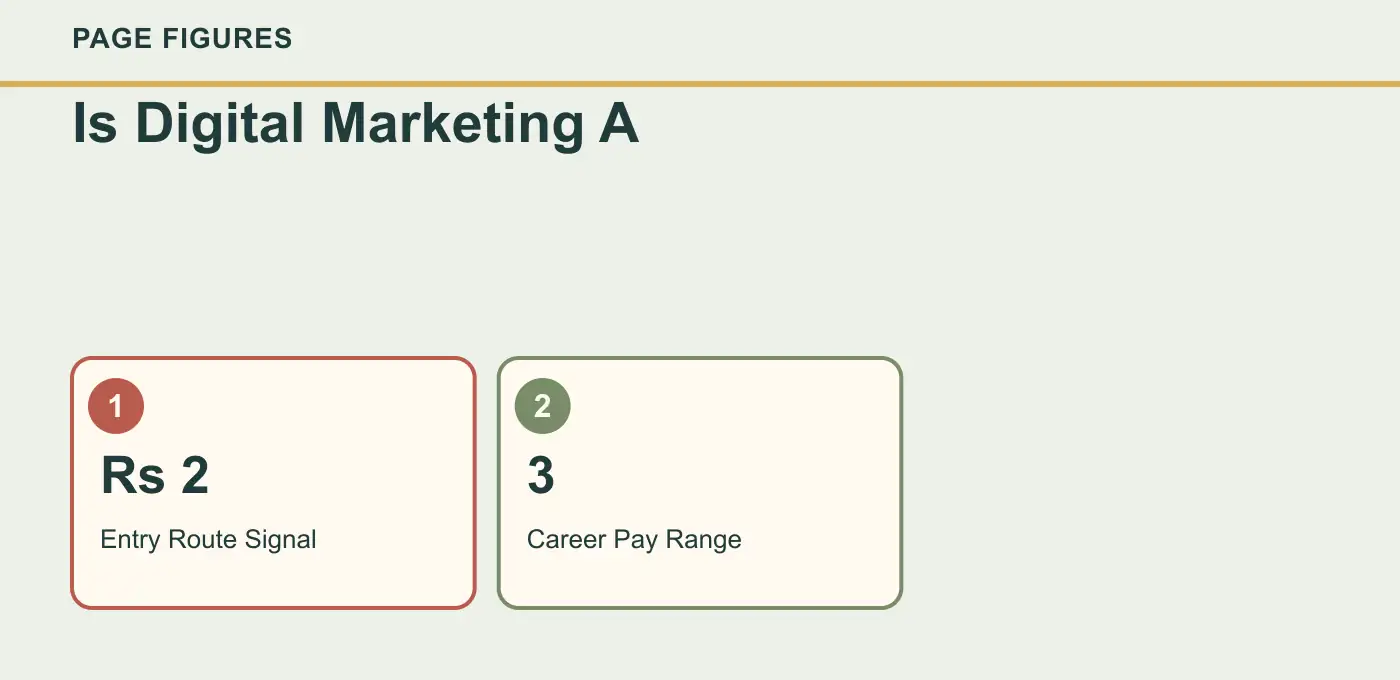 PAGE FIGURES
Is Digital Marketing A
1
Rs 2
Entry Route Signal
2
3
Career Pay Range